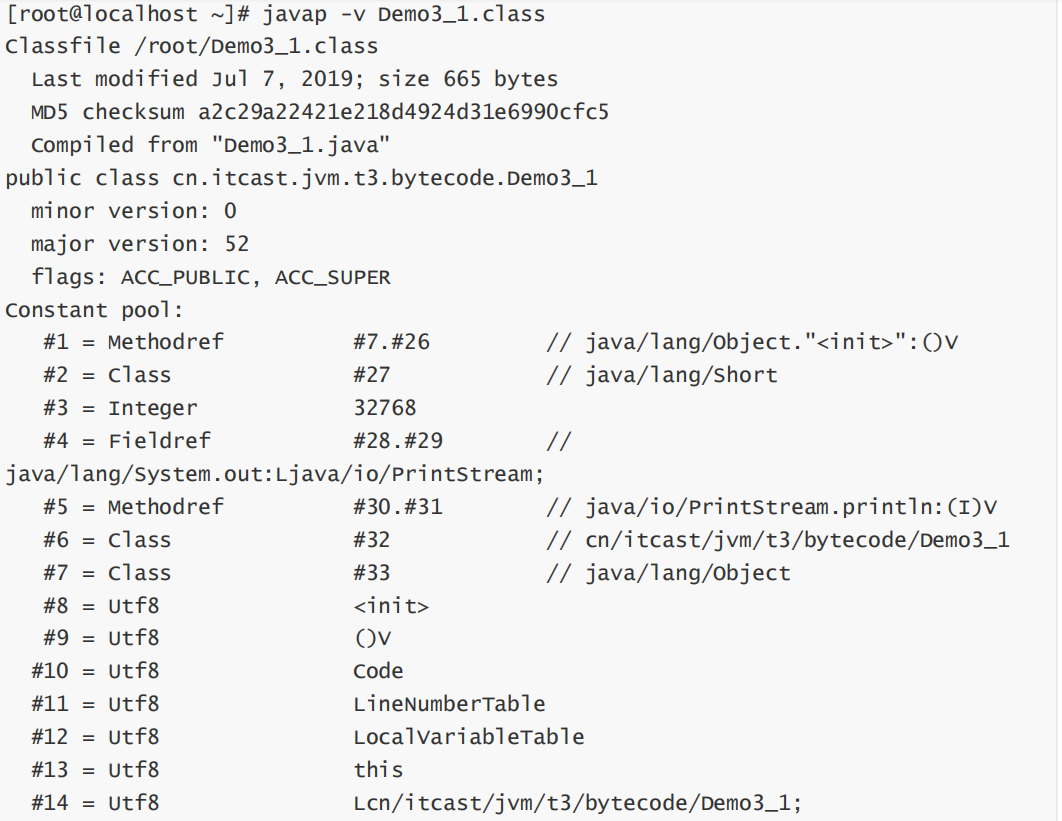 [root@localhost ~]# javap -v Demo3_1.class
Classfile /root/Demo3_1.class
  Last modified Jul 7, 2019; size 665 bytes
  MD5 checksum a2c29a22421e218d4924d31e6990cfc5
  Compiled from "Demo3_1.java"
public class cn.itcast.jvm.t3.bytecode.Demo3_1
  minor version: 0
  major version: 52
  flags: ACC_PUBLIC, ACC_SUPER
Constant pool:
   #1 = Methodref          #7.#26         // java/lang/Object."<init>":()V
   #2 = Class              #27            // java/lang/Short
   #3 = Integer            32768
   #4 = Fieldref           #28.#29        //
java/lang/System.out:Ljava/io/PrintStream;
   #5 = Methodref          #30.#31        // java/io/PrintStream.println:(I)V
   #6 = Class              #32            // cn/itcast/jvm/t3/bytecode/Demo3_1
   #7 = Class              #33            // java/lang/Object
   #8 = Utf8               <init>
   #9 = Utf8               ()V
  #10 = Utf8               Code
  #11 = Utf8               LineNumberTable
  #12 = Utf8               LocalVariableTable
  #13 = Utf8               this
  #14 = Utf8               Lcn/itcast/jvm/t3/bytecode/Demo3_1;